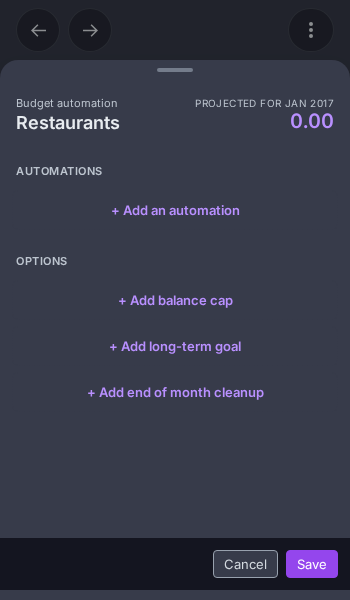 Budget automation
PROJECTED FOR JAN 2017
Restaurants
0.00
AUTOMATIONS
+ Add an automation
OPTIONS
+ Add balance cap
+ Add long-term goal
+ Add end of month cleanup
Cancel
Save